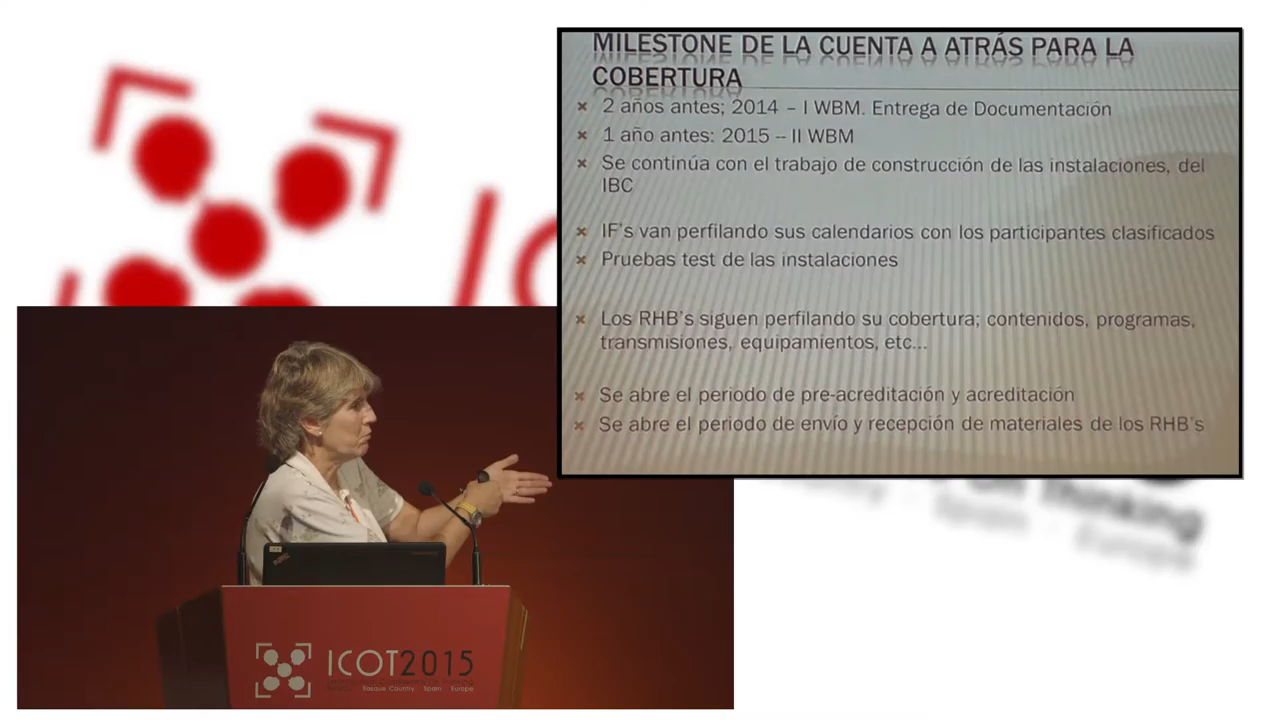 MILESTONE DE LA CUENTA A ATRÁS PARA LA
COBERTURA
2 años antes; 2014 – I WBM. Entrega de Documentación
1 año antes: 2015 – II WBM
Se continúa con el trabajo de construcción de las instalaciones, del
IBC
IF's van perfilando sus calendarios con los participantes clasificados
Pruebas test de las instalaciones
Los RHB's siguen perfilando su cobertura; contenidos, programas,
transmisiones, equipamientos, etc...
Se abre el periodo de pre-acreditación y acreditación
Se abre el periodo de envío y recepción de materiales de los RHB's
Thinking
Spain
Europe
ICOT2015
Basque Country Spain Europe